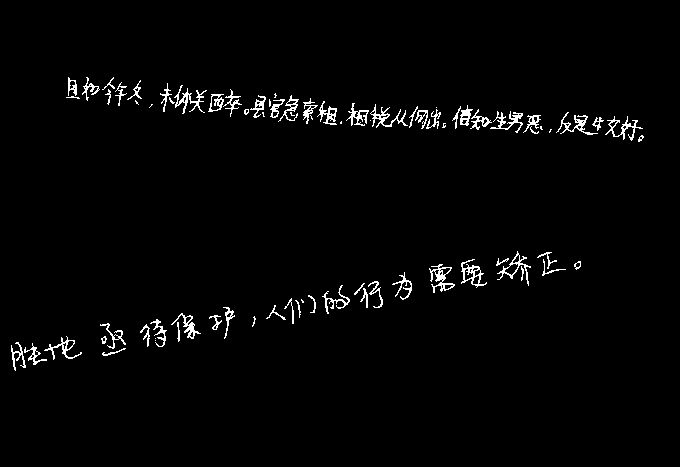 且如今年冬，未休关西卒。县官急索租，租税从何出。信知生男恶，反是生女好。
胜地亟待保护，人们的行为需要矫正。